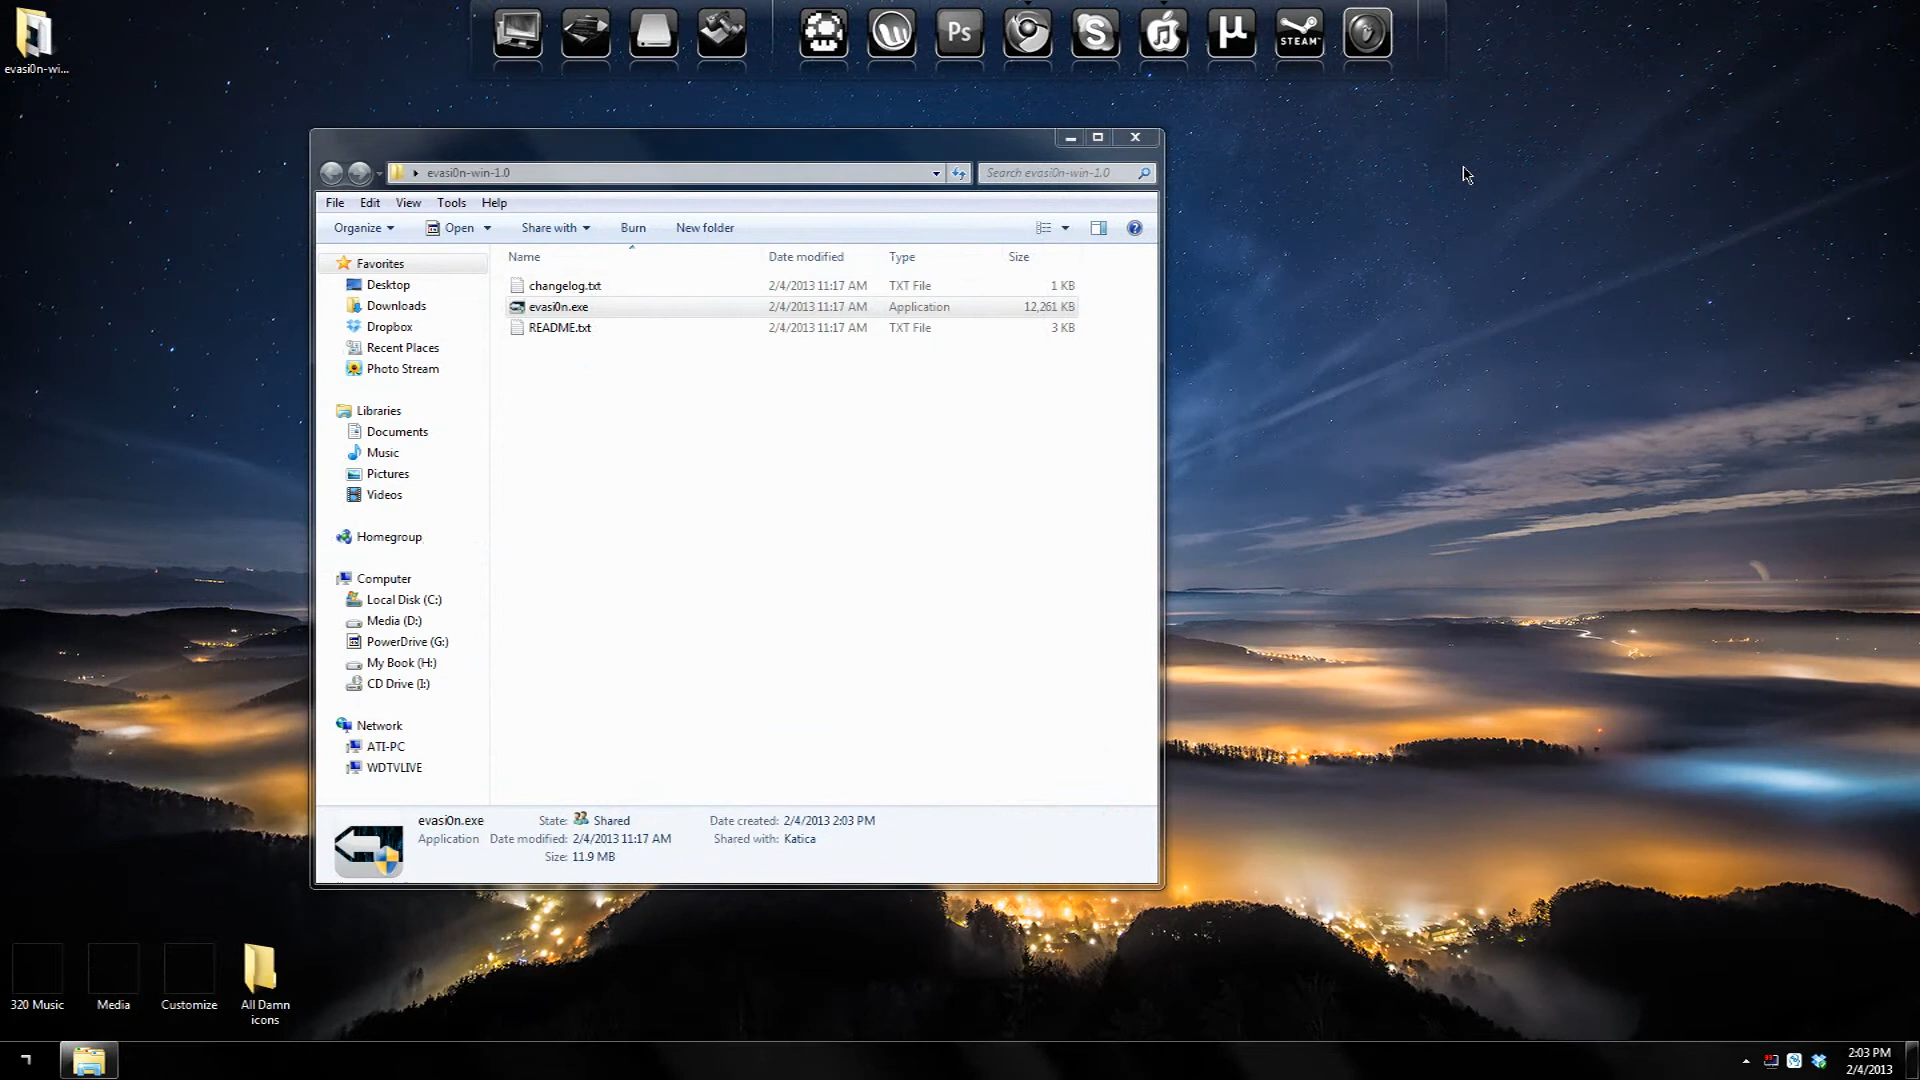 evasi0n-wi...
Ps
STEAM™
evasi0n-win-1.0
Search evasi0n-win-1.0
File Edit View Tools Help
Organize Open Share with Burn New folder
Name Date modified Type Size
changelog.txt 2/4/2013 11:17 AM TXT File 1 KB
evasi0n.exe 2/4/2013 11:17 AM Application 12,261 KB
README.txt 2/4/2013 11:17 AM TXT File 3 KB
Favorites
Desktop
Downloads
Dropbox
Recent Places
Photo Stream
Libraries
Documents
Music
Pictures
Videos
Homegroup
Computer
Local Disk (C:)
Media (D:)
PowerDrive (G:)
My Book (H:)
CD Drive (I:)
Network
ATI-PC
WDTVLIVE
evasi0n.exe State: Shared Date created: 2/4/2013 2:03 PM
Application Date modified: 2/4/2013 11:17 AM Shared with: Katica
Size: 11.9 MB
320 Music
Media
Customize
All Damn
icons
2:03 PM
2/4/2013